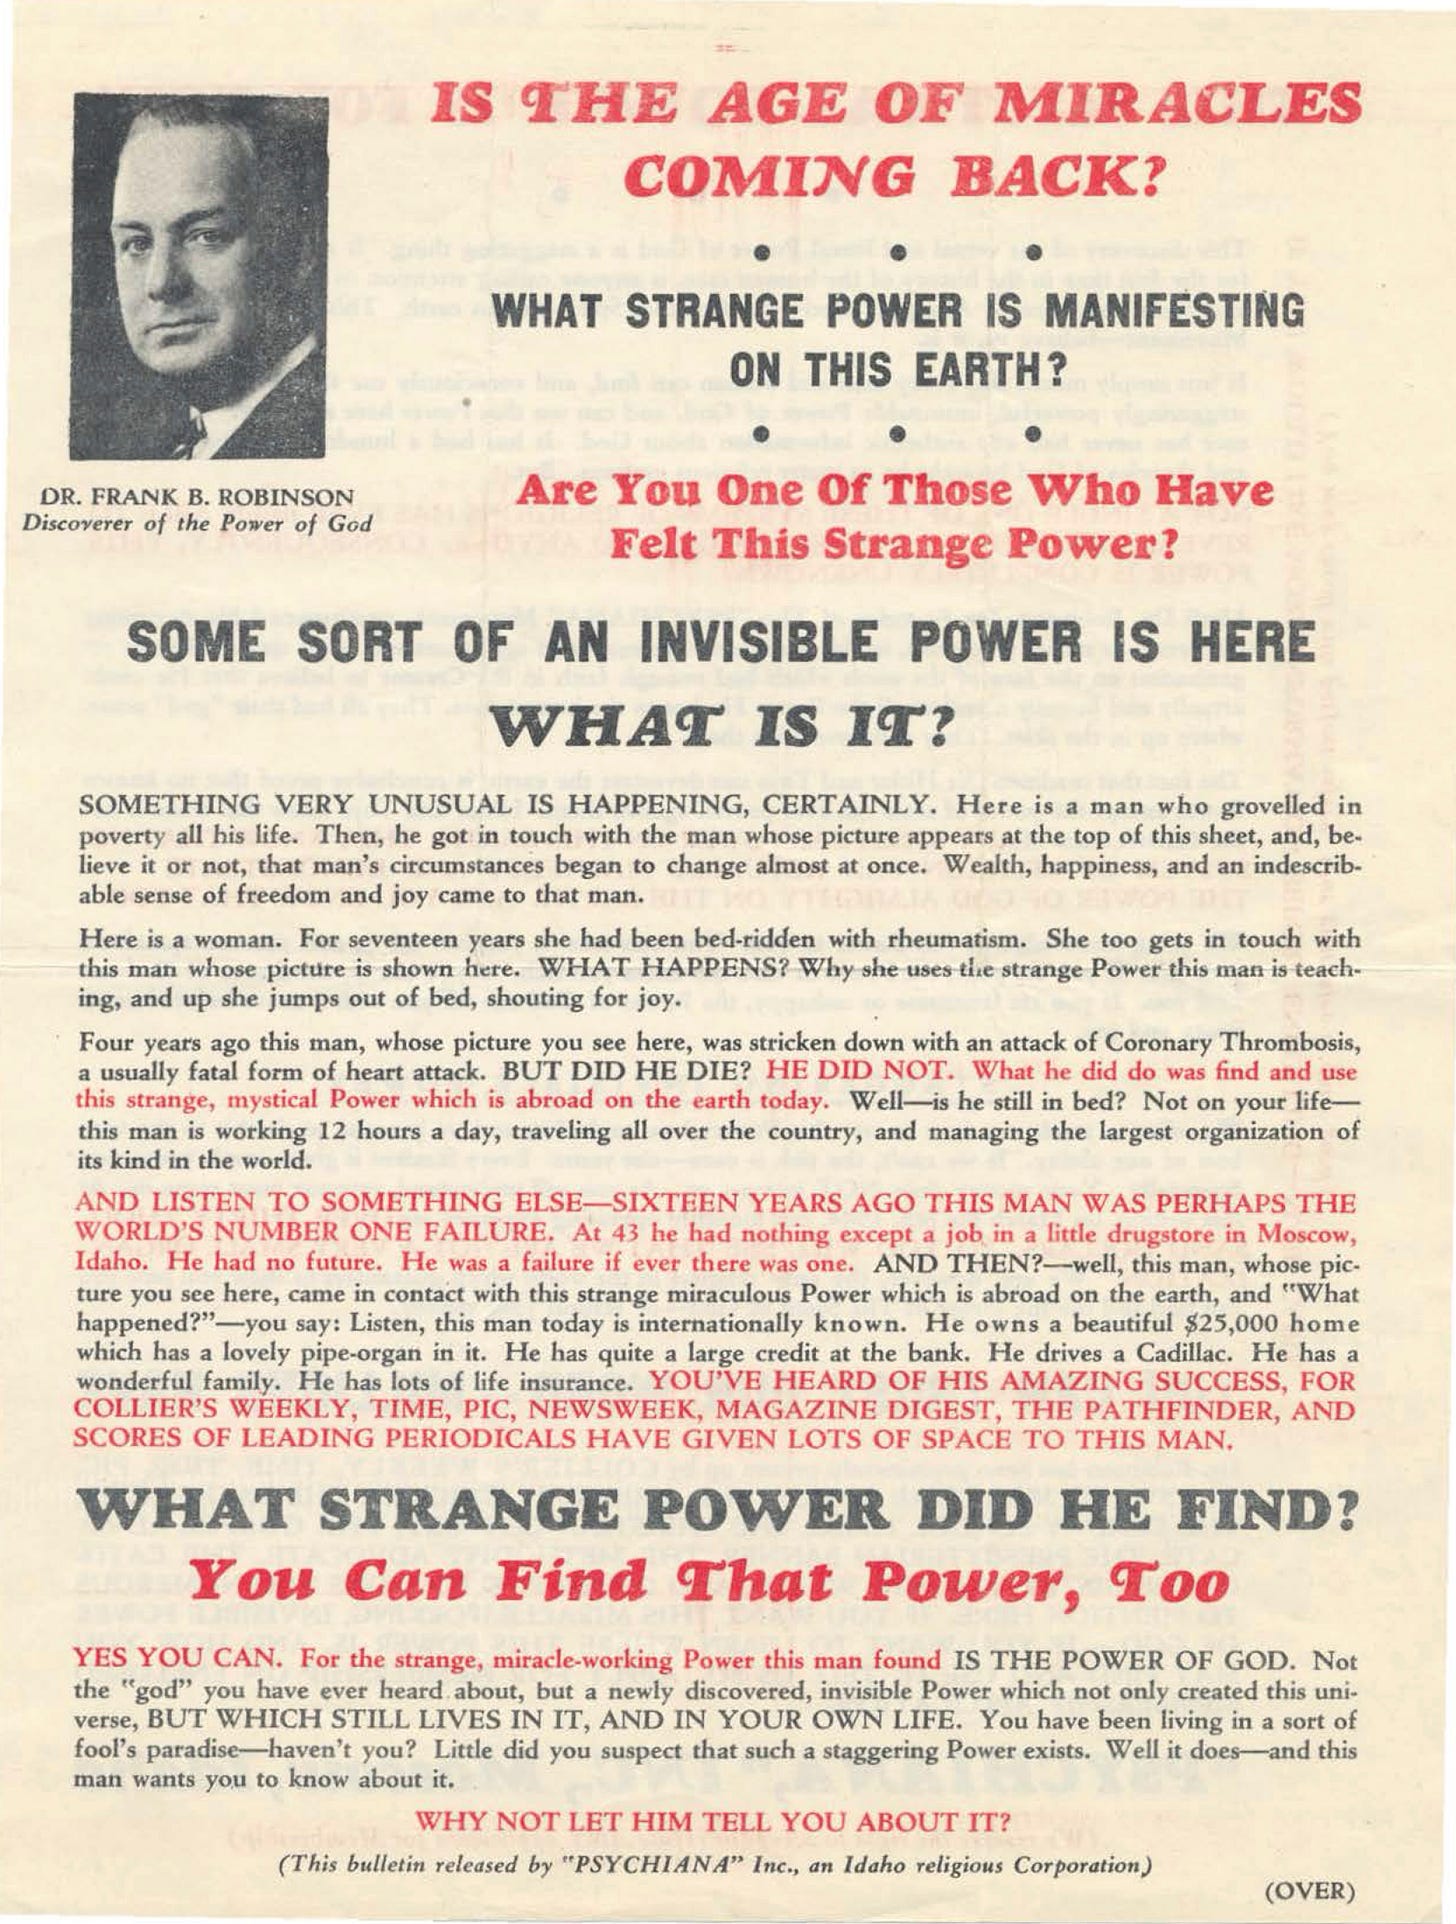 IS THE AGE OF MIRACLES
COMING BACK?
• • •
WHAT STRANGE POWER IS MANIFESTING
ON THIS EARTH?
• • •
DR. FRANK B. ROBINSON
Discoverer of the Power of God
Are You One Of Those Who Have
Felt This Strange Power?
SOME SORT OF AN INVISIBLE POWER IS HERE
WHAT IS IT?
SOMETHING VERY UNUSUAL IS HAPPENING, CERTAINLY. Here is a man who grovelled in
poverty all his life. Then, he got in touch with the man whose picture appears at the top of this sheet, and, be-
lieve it or not, that man's circumstances began to change almost at once. Wealth, happiness, and an indescrib-
able sense of freedom and joy came to that man.
Here is a woman. For seventeen years she had been bed-ridden with rheumatism. She too gets in touch with
this man whose picture is shown here. WHAT HAPPENS? Why she uses the strange Power this man is teach-
ing, and up she jumps out of bed, shouting for joy.
Four years ago this man, whose picture you see here, was stricken down with an attack of Coronary Thrombosis,
a usually fatal form of heart attack. BUT DID HE DIE? HE DID NOT. What he did do was find and use
this strange, mystical Power which is abroad on the earth today. Well—is he still in bed? Not on your life—
this man is working 12 hours a day, traveling all over the country, and managing the largest organization of
its kind in the world.
AND LISTEN TO SOMETHING ELSE—SIXTEEN YEARS AGO THIS MAN WAS PERHAPS THE
WORLD'S NUMBER ONE FAILURE. At 43 he had nothing except a job in a little drugstore in Moscow,
Idaho. He had no future. He was a failure if ever there was one. AND THEN?—well, this man, whose pic-
ture you see here, came in contact with this strange miraculous Power which is abroad on the earth, and "What
happened?"—you say: Listen, this man today is internationally known. He owns a beautiful $25,000 home
which has a lovely pipe-organ in it. He has quite a large credit at the bank. He drives a Cadillac. He has a
wonderful family. He has lots of life insurance. YOU'VE HEARD OF HIS AMAZING SUCCESS, FOR
COLLIER'S WEEKLY, TIME, PIC, NEWSWEEK, MAGAZINE DIGEST, THE PATHFINDER, AND
SCORES OF LEADING PERIODICALS HAVE GIVEN LOTS OF SPACE TO THIS MAN.
WHAT STRANGE POWER DID HE FIND?
You Can Find That Power, Too
YES YOU CAN. For the strange, miracle-working Power this man found IS THE POWER OF GOD. Not
the "god" you have ever heard about, but a newly discovered, invisible Power which not only created this uni-
verse, BUT WHICH STILL LIVES IN IT, AND IN YOUR OWN LIFE. You have been living in a sort of
fool's paradise—haven't you? Little did you suspect that such a staggering Power exists. Well it does—and this
man wants you to know about it.
WHY NOT LET HIM TELL YOU ABOUT IT?
(This bulletin released by "PSYCHIANA" Inc., an Idaho religious Corporation)
(OVER)